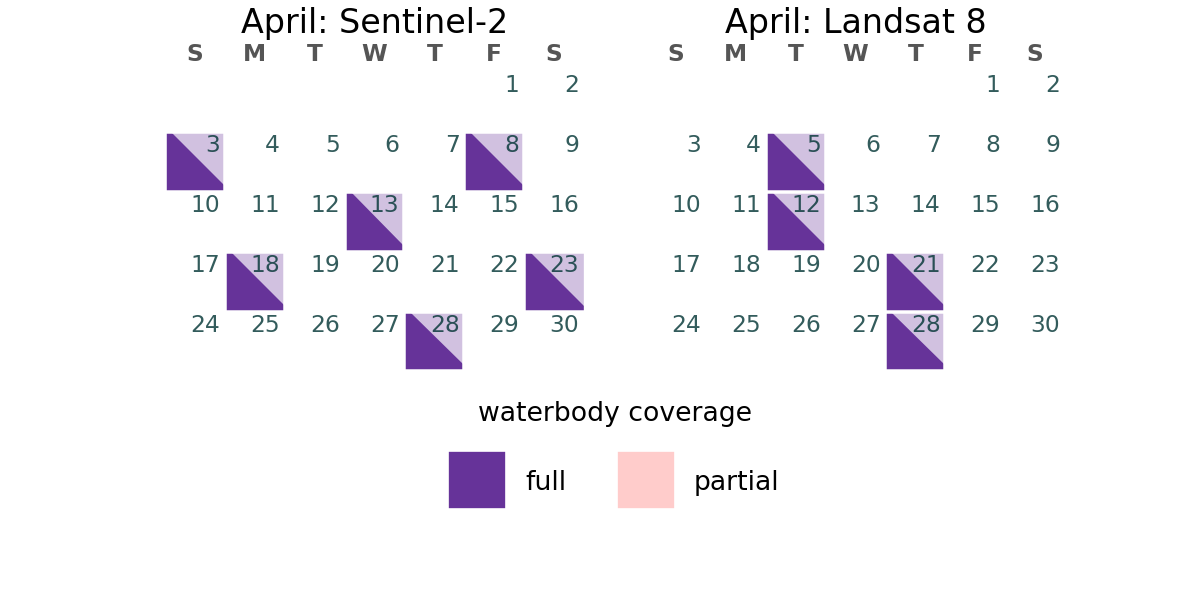 April: Sentinel-2
S M T W T F S
1 2
3 4 5 6 7 8 9
10 11 12 13 14 15 16
17 18 19 20 21 22 23
24 25 26 27 28 29 30
April: Landsat 8
S M T W T F S
1 2
3 4 5 6 7 8 9
10 11 12 13 14 15 16
17 18 19 20 21 22 23
24 25 26 27 28 29 30
waterbody coverage
full partial